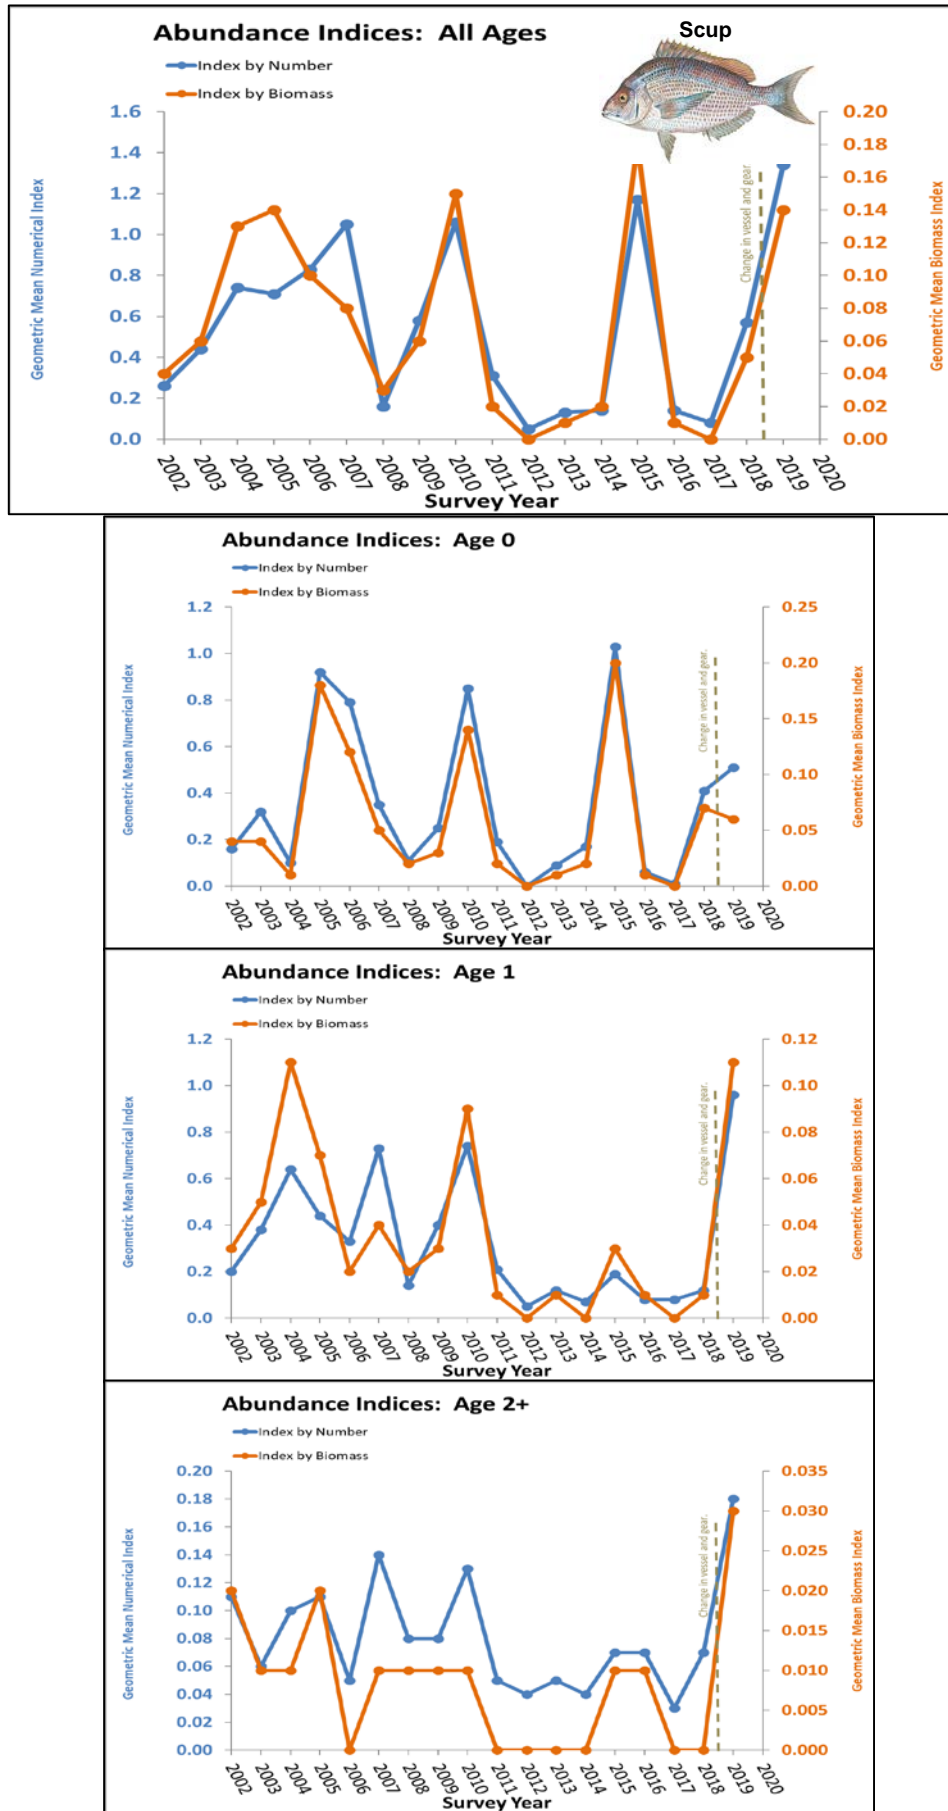 Abundance Indices: All Ages
Scup
Index by Number
Index by Biomass
1.6
1.4
1.2
1.0
0.8
0.6
0.4
0.2
0.0
Geometric Mean Numerical Index
0.20
0.18
0.16
0.14
0.12
0.10
0.08
0.06
0.04
0.02
0.00
Geometric Mean Biomass Index
Change in vessel and gear
2002 2003 2004 2005 2006 2007 2008 2009 2010 2011 2012 2013 2014 2015 2016 2017 2018 2019 2020
Survey Year
Abundance Indices: Age 0
Index by Number
Index by Biomass
1.2
1.0
0.8
0.6
0.4
0.2
0.0
Geometric Mean Numerical Index
0.25
0.20
0.15
0.10
0.05
0.00
Geometric Mean Biomass Index
Change in vessel and gear.
2002 2003 2004 2005 2006 2007 2008 2009 2010 2011 2012 2013 2014 2015 2016 2017 2018 2019 2020
Survey Year
Abundance Indices: Age 1
Index by Number
Index by Biomass
1.2
1.0
0.8
0.6
0.4
0.2
0.0
Geometric Mean Numerical Index
0.12
0.10
0.08
0.06
0.04
0.02
0.00
Geometric Mean Biomass Index
Change in vessel and gear.
2002 2003 2004 2005 2006 2007 2008 2009 2010 2011 2012 2013 2014 2015 2016 2017 2018 2019 2020
Survey Year
Abundance Indices: Age 2+
Index by Number
Index by Biomass
0.20
0.18
0.16
0.14
0.12
0.10
0.08
0.06
0.04
0.02
0.00
Geometric Mean Numerical Index
0.035
0.030
0.025
0.020
0.015
0.010
0.005
0.000
Geometric Mean Biomass Index
Change in vessel and gear.
2002 2003 2004 2005 2006 2007 2008 2009 2010 2011 2012 2013 2014 2015 2016 2017 2018 2019 2020
Survey Year